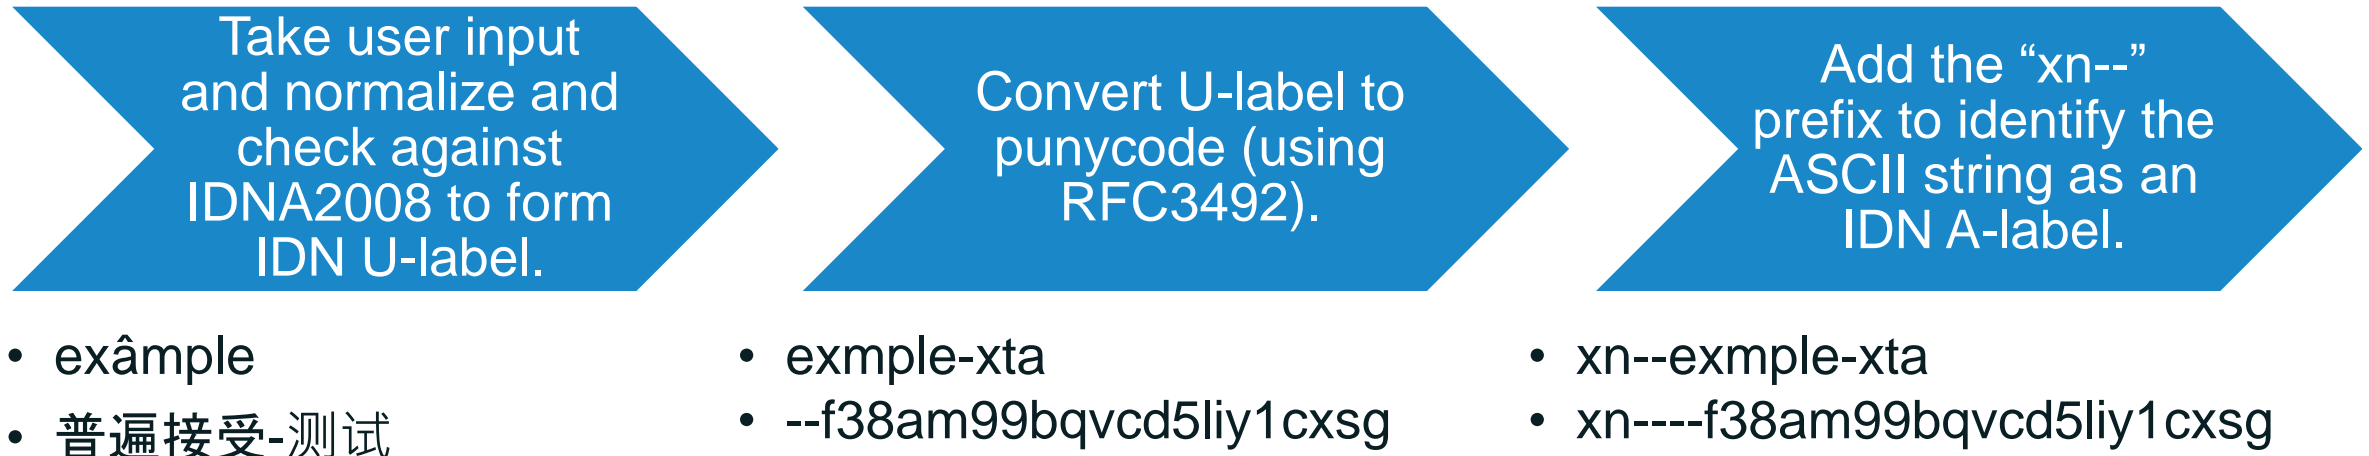 Take user input
and normalize and
check against
IDNA2008 to form
IDN U-label.
Convert U-label to
punycode (using
RFC3492).
Add the “xn--”
prefix to identify the
ASCII string as an
IDN A-label.
• exâmple
• 普遍接受-测试
• exmple-xta
• --f38am99bqvcd5liy1cxsg
• xn--exmple-xta
• xn----f38am99bqvcd5liy1cxsg